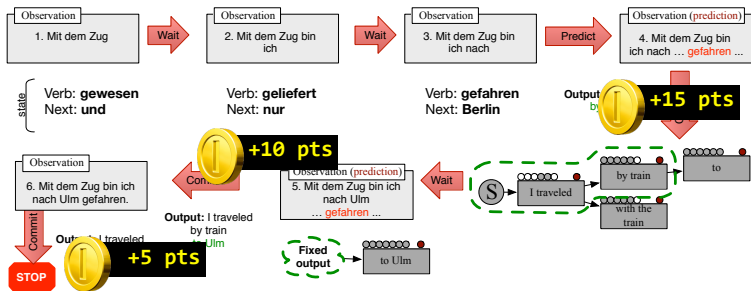 Observation
1. Mit dem Zug
Wait
Observation
2. Mit dem Zug bin
ich
Wait
Observation
3. Mit dem Zug bin
ich nach
Predict
Observation (prediction)
4. Mit dem Zug bin
ich nach … gefahren ...
state
Verb: gewesen
Next: und
Verb: geliefert
Next: nur
Verb: gefahren
Next: Berlin
Output:
by
+15 pts
S
I traveled
by train
with the
train
to
Wait
Observation (prediction)
5. Mit dem Zug bin ich
nach Ulm
… gefahren ...
Fixed
output
to Ulm
+10 pts
Output: I traveled
by train
to Ulm
Observation
6. Mit dem Zug bin ich
nach Ulm gefahren.
Commit
I traveled
+5 pts
STOP